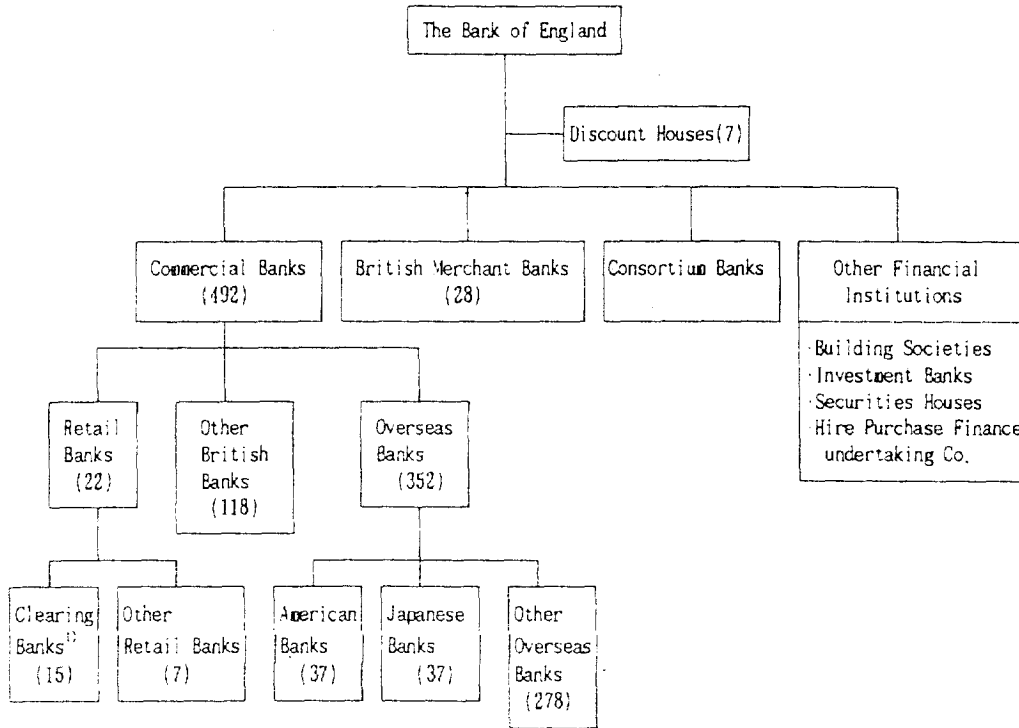 The Bank of England
Discount Houses(7)
Commercial Banks
(492)
British Merchant Banks
(28)
Consortium Banks
Other Financial
Institutions
·Building Societies
·Investment Banks
·Securities Houses
·Hire Purchase Finance
undertaking Co.
Retail
Banks
(22)
Other
British
Banks
(118)
Overseas
Banks
(352)
Clearing
Banks¹⁾
(15)
Other
Retail Banks
(7)
American
Banks
(37)
Japanese
Banks
(37)
Other
Overseas
Banks
(278)